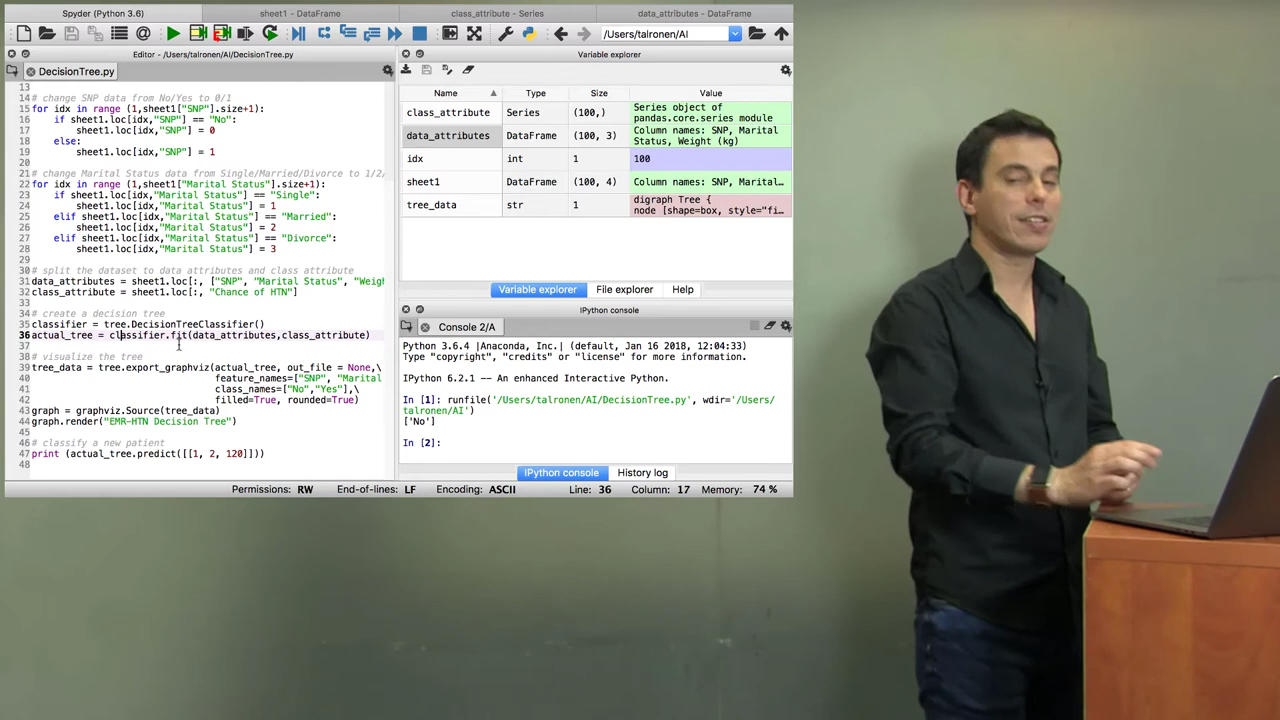 Spyder (Python 3.6)
sheet1 - DataFrame
class_attribute - Series
data_attributes - DataFrame
/Users/talronen/AI
Editor - /Users/talronen/AI/DecisionTree.py
DecisionTree.py
13
14 # change SNP data from No/Yes to 0/1
15 for idx in range (1,sheet1["SNP"].size+1):
16 if sheet1.loc[idx,"SNP"] == "No":
17 sheet1.loc[idx,"SNP"] = 0
18 else:
19 sheet1.loc[idx,"SNP"] = 1
20
21 # change Marital Status data from Single/Married/Divorce to 1/2/
22 for idx in range (1,sheet1["Marital Status"].size+1):
23 if sheet1.loc[idx,"Marital Status"] == "Single":
24 sheet1.loc[idx,"Marital Status"] = 1
25 elif sheet1.loc[idx,"Marital Status"] == "Married":
26 sheet1.loc[idx,"Marital Status"] = 2
27 elif sheet1.loc[idx,"Marital Status"] == "Divorce":
28 sheet1.loc[idx,"Marital Status"] = 3
29
30 # split the dataset to data attributes and class attribute
31 data_attributes = sheet1.loc[:, ["SNP", "Marital Status", "Weigh
32 class_attribute = sheet1.loc[:, "Chance of HTN"]
33
34 # create a decision tree
35 classifier = tree.DecisionTreeClassifier()
36 actual_tree = classifier.fit(data_attributes,class_attribute)
37
38 # visualize the tree
39 tree_data = tree.export_graphviz(actual_tree, out_file = None,\
40 feature_names=["SNP", "Marital
41 class_names=["No","Yes"],\
42 filled=True, rounded=True)
43 graph = graphviz.Source(tree_data)
44 graph.render("EMR-HTN Decision Tree")
45
46 # classify a new patient
47 print (actual_tree.predict([[1, 2, 120]]))
48
Variable explorer
Name Type Size Value
class_attribute Series (100,) Series object of
pandas.core.series module
data_attributes DataFrame (100, 3) Column names: SNP, Marital
Status, Weight (kg)
idx int 1 100
sheet1 DataFrame (100, 4) Column names: SNP, Marital…
tree_data str 1 digraph Tree {
node [shape=box, style="fi…
Variable explorer File explorer Help
IPython console
Console 2/A
Python 3.6.4 |Anaconda, Inc.| (default, Jan 16 2018, 12:04:33)
Type "copyright", "credits" or "license" for more information.
IPython 6.2.1 -- An enhanced Interactive Python.
In [1]: runfile('/Users/talronen/AI/DecisionTree.py', wdir='/Users/
talronen/AI')
['No']
In [2]:
IPython console History log
Permissions: RW End-of-lines: LF Encoding: ASCII Line: 36 Column: 17 Memory: 74 %